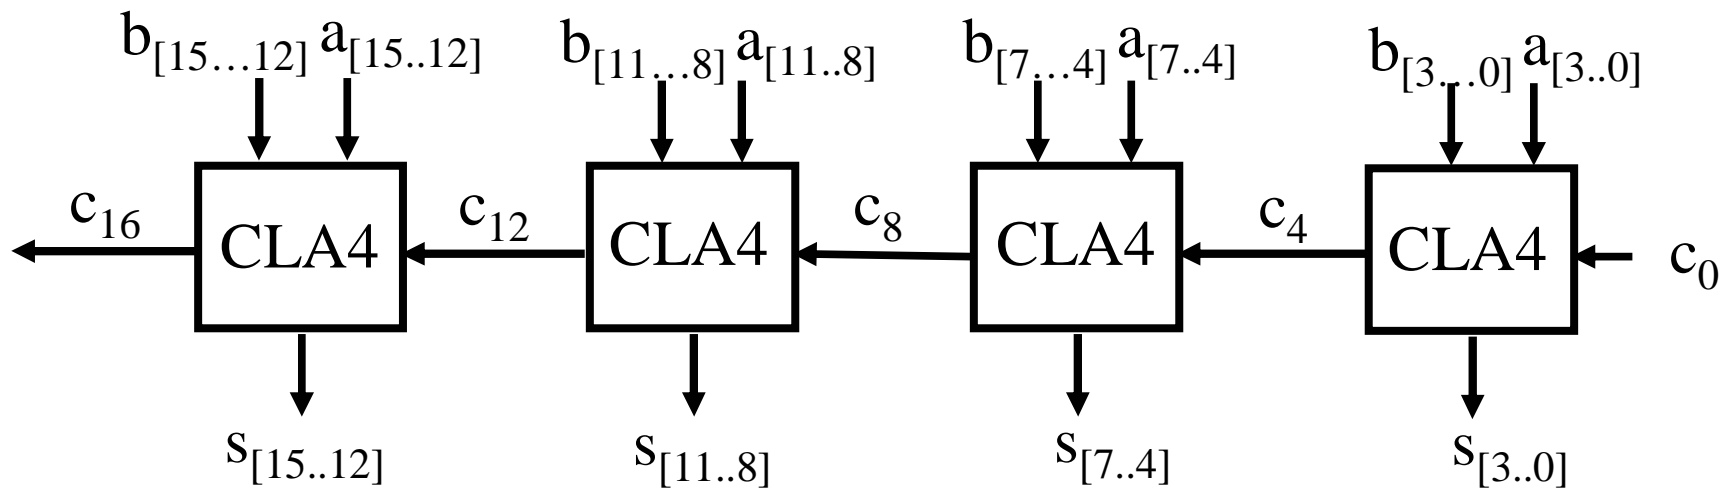 b[15…12] a[15..12] b[11…8] a[11..8] b[7…4] a[7..4] b[3…0] a[3..0]
c16 CLA4 c12 CLA4 c8 CLA4 c4 CLA4 c0
s[15..12] s[11..8] s[7..4] s[3..0]